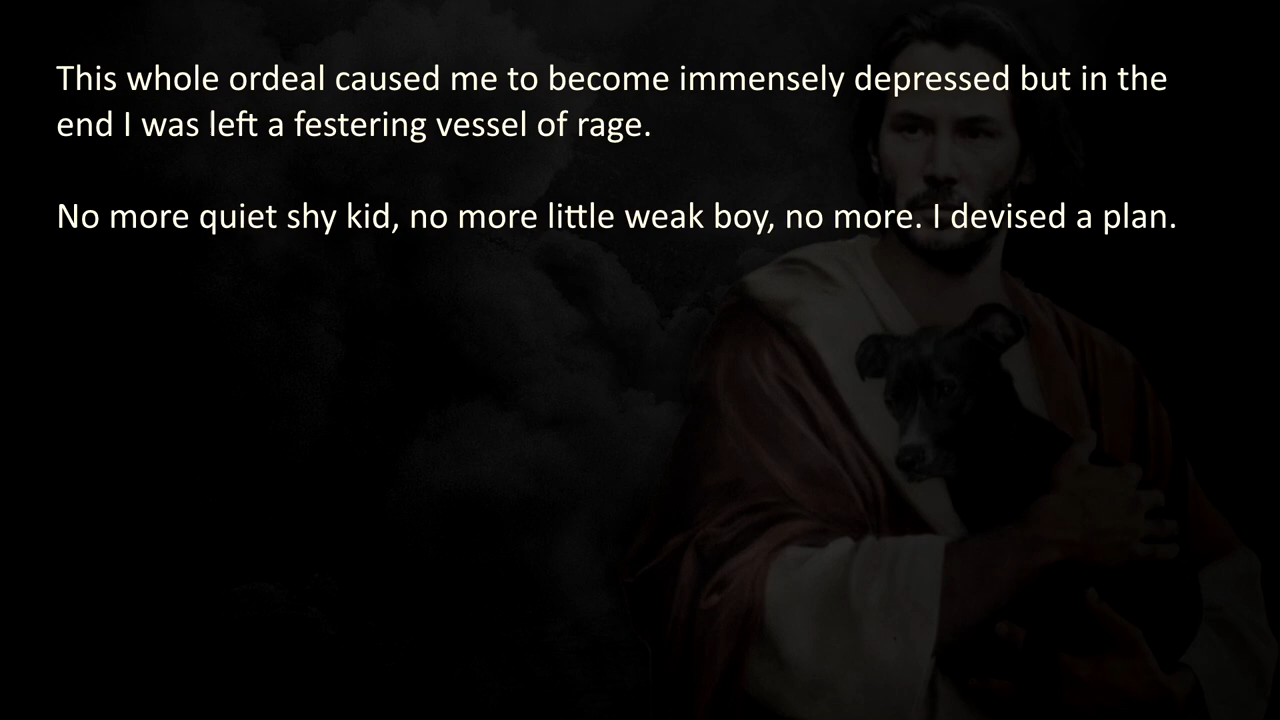 This whole ordeal caused me to become immensely depressed but in the
end I was left a festering vessel of rage.
No more quiet shy kid, no more little weak boy, no more. I devised a plan.